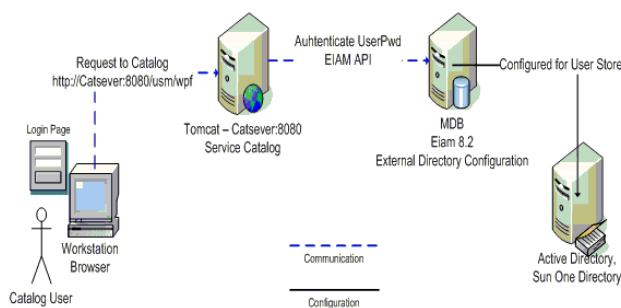 Request to Catalog
http://Catsever:8080/usm/wpf
Auhtenticate UserPwd
EIAM API
Configured for User Store
Login Page
Tomcat – Catsever:8080
Service Catalog
MDB
Eiam 8.2
External Directory Configuration
Workstation
Browser
Catalog User
Active Directory,
Sun One Directory
Communication
Configuration